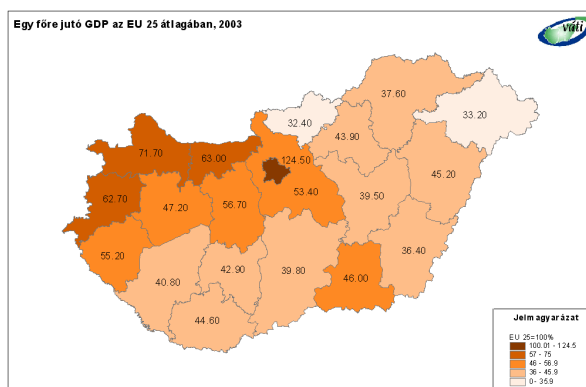 Egy főre jutó GDP az EU 25 átlagában, 2003
váti
37.60
32.40
33.20
43.90
71.70
63.00
124.50
45.20
62.70
47.20
56.70
53.40
39.50
55.20
36.40
40.80
42.90
39.80
46.00
44.60
Jelmagyarázat
EU 25=100%
100.01 - 124.5
57 - 75
46 - 56.9
36 - 45.9
0 - 35.9